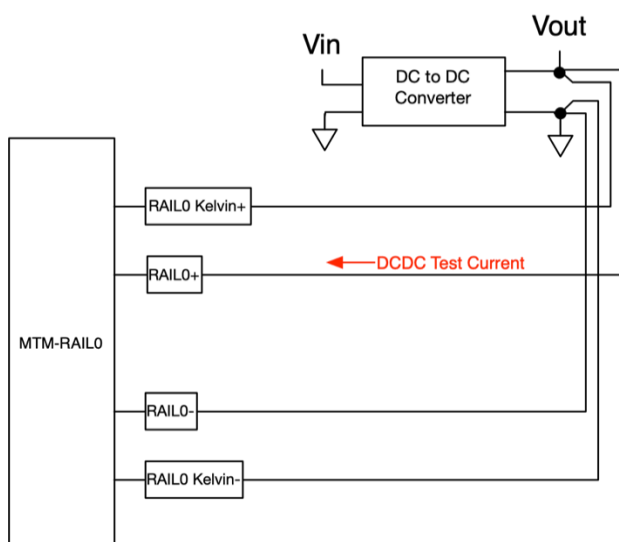 Vin
Vout
DC to DC
Converter
RAIL0 Kelvin+
DCDC Test Current
RAIL0+
MTM-RAIL0
RAIL0-
RAIL0 Kelvin-